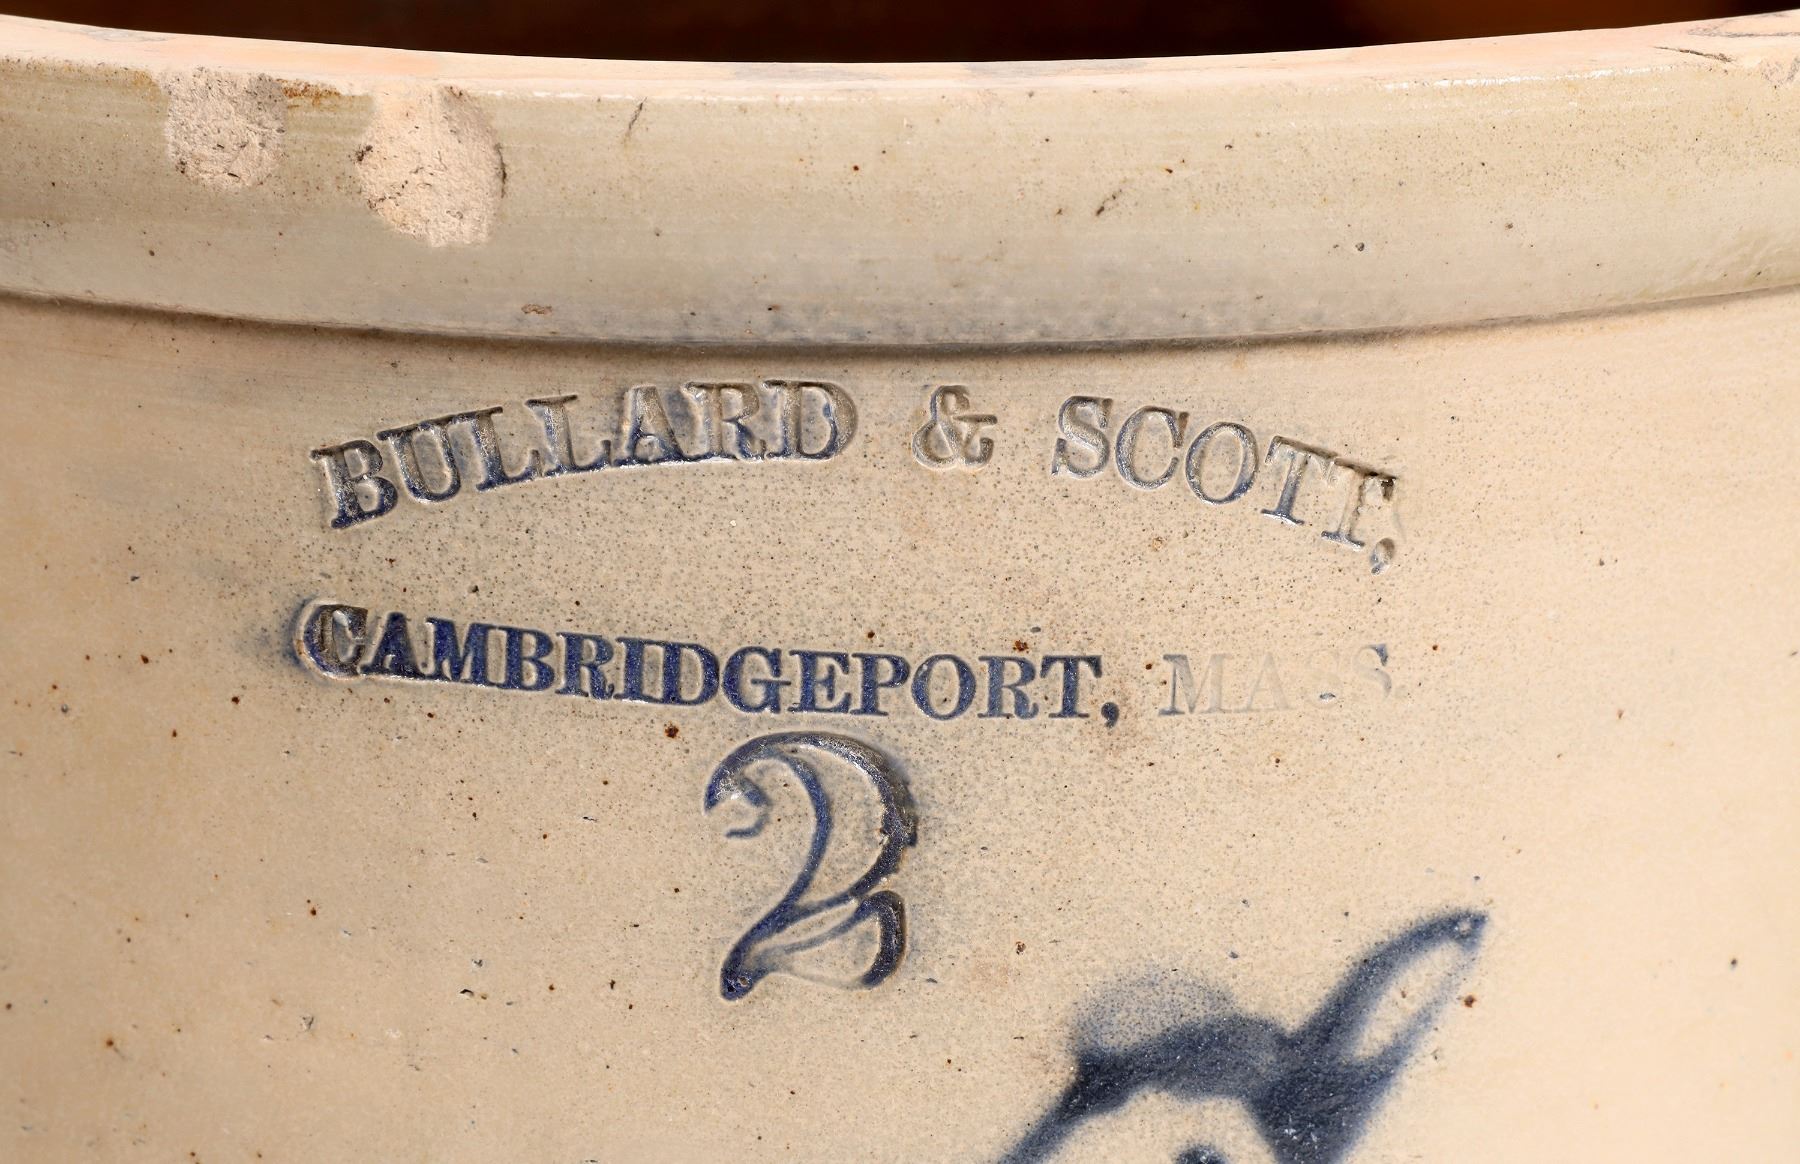 BULLARD & SCOTT,
CAMBRIDGEPORT, MASS
2